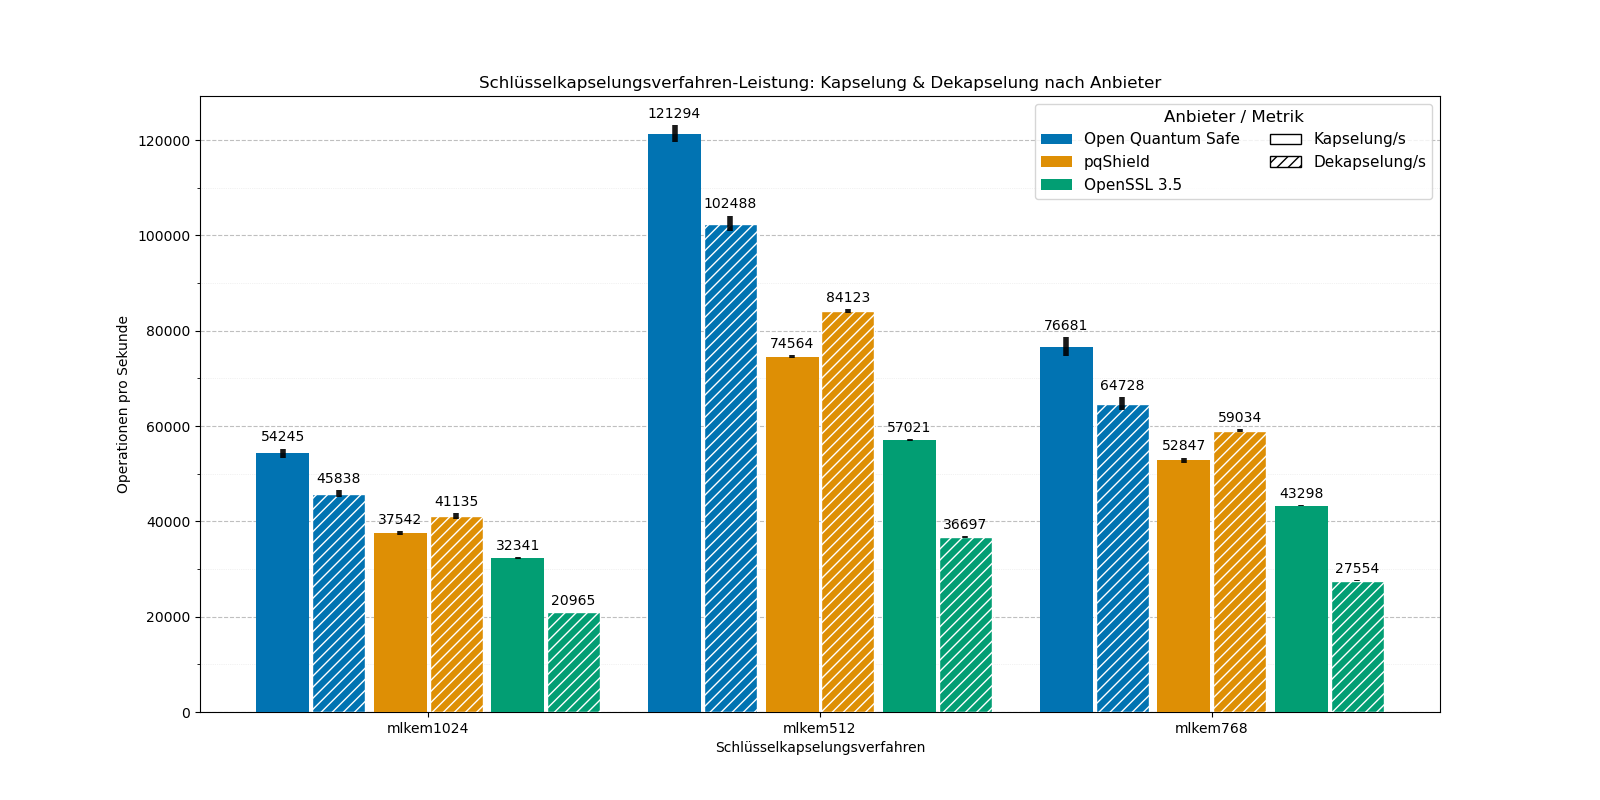 Schlüsselkapselungsverfahren-Leistung: Kapselung & Dekapselung nach Anbieter
Anbieter / Metrik
Open Quantum Safe
pqShield
OpenSSL 3.5
Kapselung/s
Dekapselung/s
Operationen pro Sekunde
120000
100000
80000
60000
40000
20000
0
54245
45838
37542
41135
32341
20965
121294
102488
74564
84123
57021
36697
76681
64728
52847
59034
43298
27554
mlkem1024
mlkem512
mlkem768
Schlüsselkapselungsverfahren